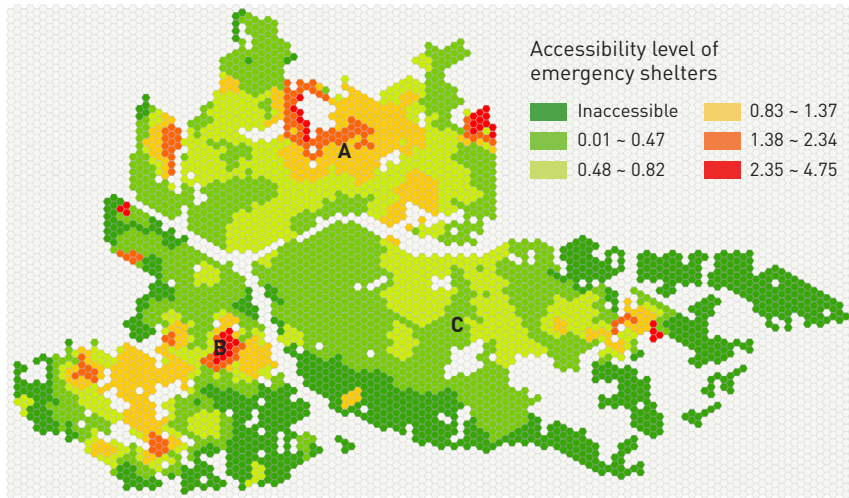 Accessibility level of
emergency shelters
Inaccessible
0.01 ~ 0.47
0.48 ~ 0.82
0.83 ~ 1.37
1.38 ~ 2.34
2.35 ~ 4.75
A
B
C